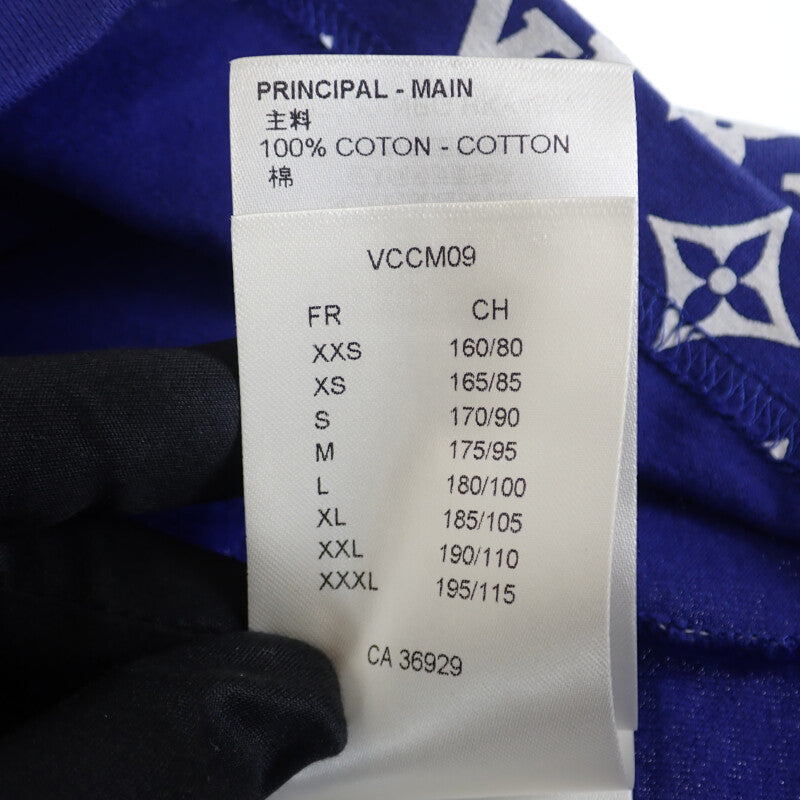 PRINCIPAL - MAIN
主料
100% COTON - COTTON
棉
VCCM09
FR CH
XXS 160/80
XS 165/85
S 170/90
M 175/95
L 180/100
XL 185/105
XXL 190/110
XXXL 195/115
CA 36929